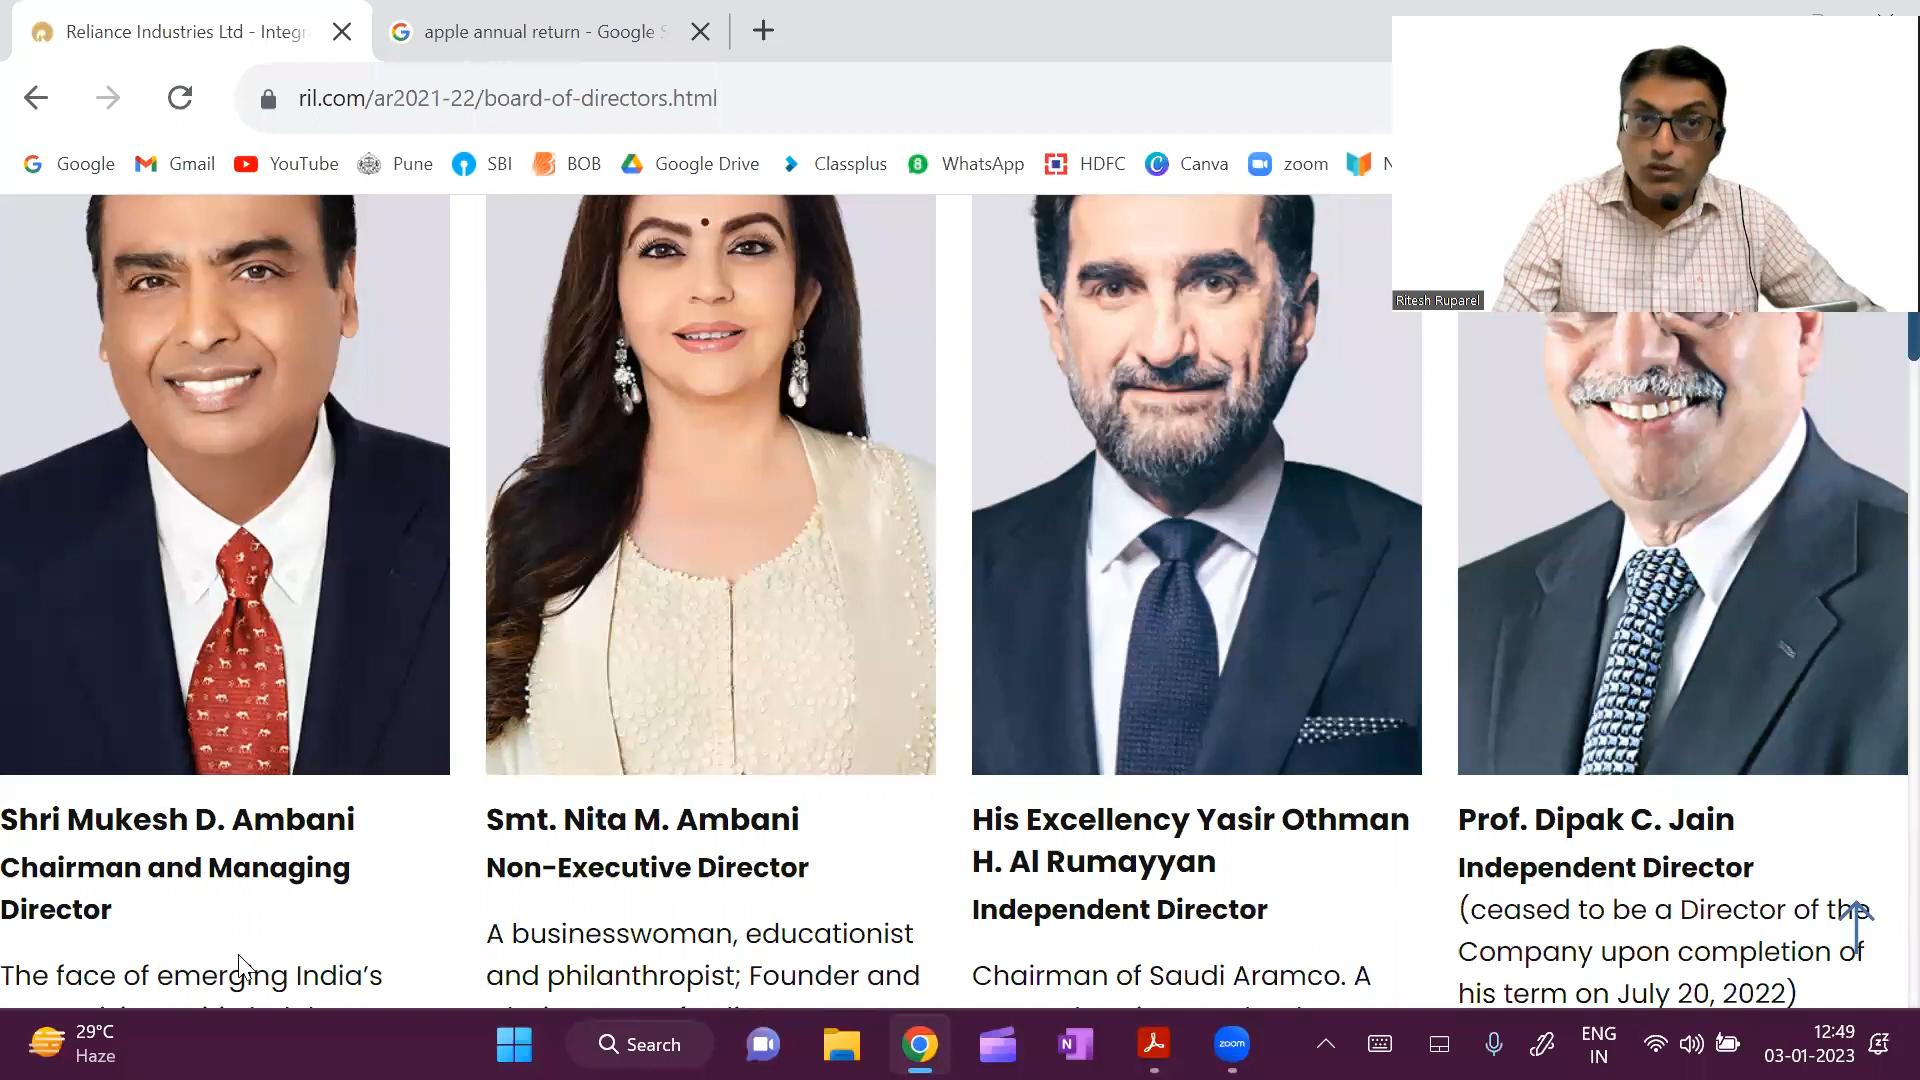 Reliance Industries Ltd - Integr
apple annual return - Google S
ril.com/ar2021-22/board-of-directors.html
Google
Gmail
YouTube
Pune
SBI
BOB
Google Drive
Classplus
WhatsApp
HDFC
Canva
zoom
N
Ritesh Ruparel
Shri Mukesh D. Ambani
Chairman and Managing
Director
The face of emerging India's
Smt. Nita M. Ambani
Non-Executive Director
A businesswoman, educationist
and philanthropist; Founder and
His Excellency Yasir Othman
H. Al Rumayyan
Independent Director
Chairman of Saudi Aramco. A
Prof. Dipak C. Jain
Independent Director
(ceased to be a Director of the
Company upon completion of
his term on July 20, 2022)
29°C
Haze
Search
zoom
ENG
IN
12:49
03-01-2023